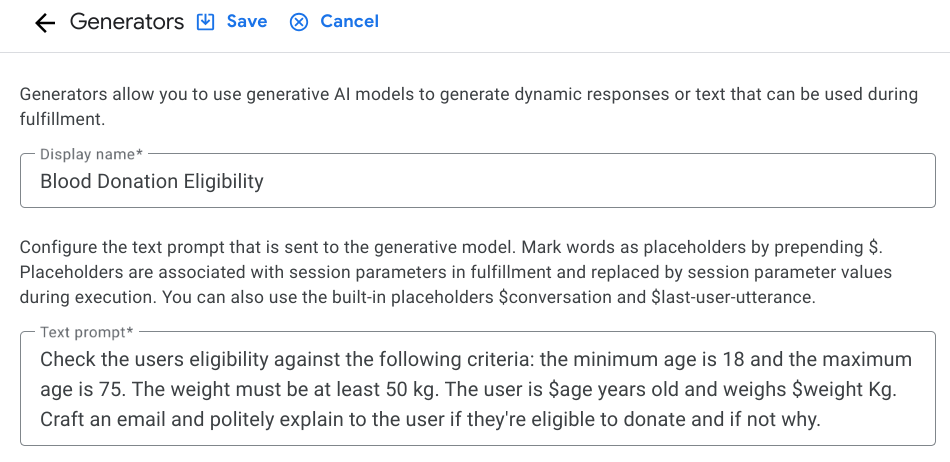 Generators Save Cancel
Generators allow you to use generative AI models to generate dynamic responses or text that can be used during
fulfillment.
Display name*
Blood Donation Eligibility
Configure the text prompt that is sent to the generative model. Mark words as placeholders by prepending $.
Placeholders are associated with session parameters in fulfillment and replaced by session parameter values
during execution. You can also use the built-in placeholders $conversation and $last-user-utterance.
Text prompt*
Check the users eligibility against the following criteria: the minimum age is 18 and the maximum
age is 75. The weight must be at least 50 kg. The user is $age years old and weighs $weight Kg.
Craft an email and politely explain to the user if they're eligible to donate and if not why.